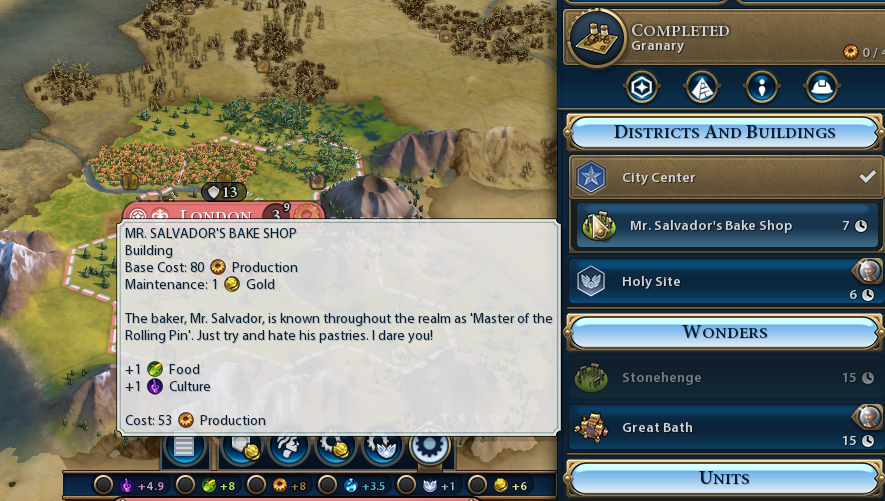 COMPLETED
Granary
0 / 4
DISTRICTS AND BUILDINGS
City Center
Mr. Salvador's Bake Shop 7
Holy Site
6
WONDERS
Stonehenge 15
Great Bath
15
UNITS
13
LONDON 3 9
MR. SALVADOR'S BAKE SHOP
Building
Base Cost: 80 Production
Maintenance: 1 Gold
The baker, Mr. Salvador, is known throughout the realm as 'Master of the
Rolling Pin'. Just try and hate his pastries. I dare you!
+1 Food
+1 Culture
Cost: 53 Production
+4.9 +8 +8 +3.5 +1 +6